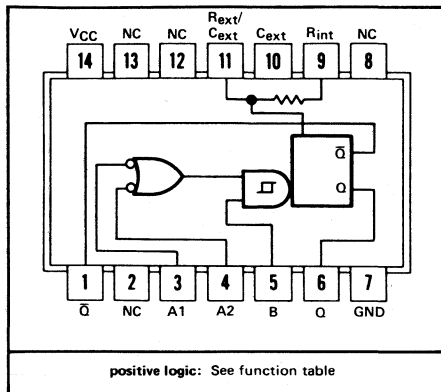 Rext/
VCC NC NC Cext Cext Rint NC
14 13 12 11 10 9 8
Q̅
Q
1 2 3 4 5 6 7
Q̅ NC A1 A2 B Q GND
positive logic: See function table